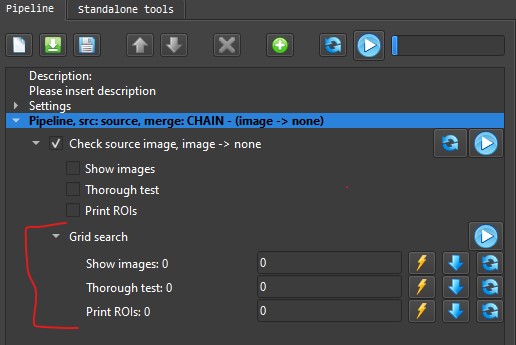 Pipeline
Standalone tools
Description:
Please insert description
Settings
Pipeline, src: source, merge: CHAIN - (image -> none)
Check source image, image -> none
Show images
Thorough test
Print ROIs
Grid search
Show images: 0 0
Thorough test: 0 0
Print ROIs: 0 0